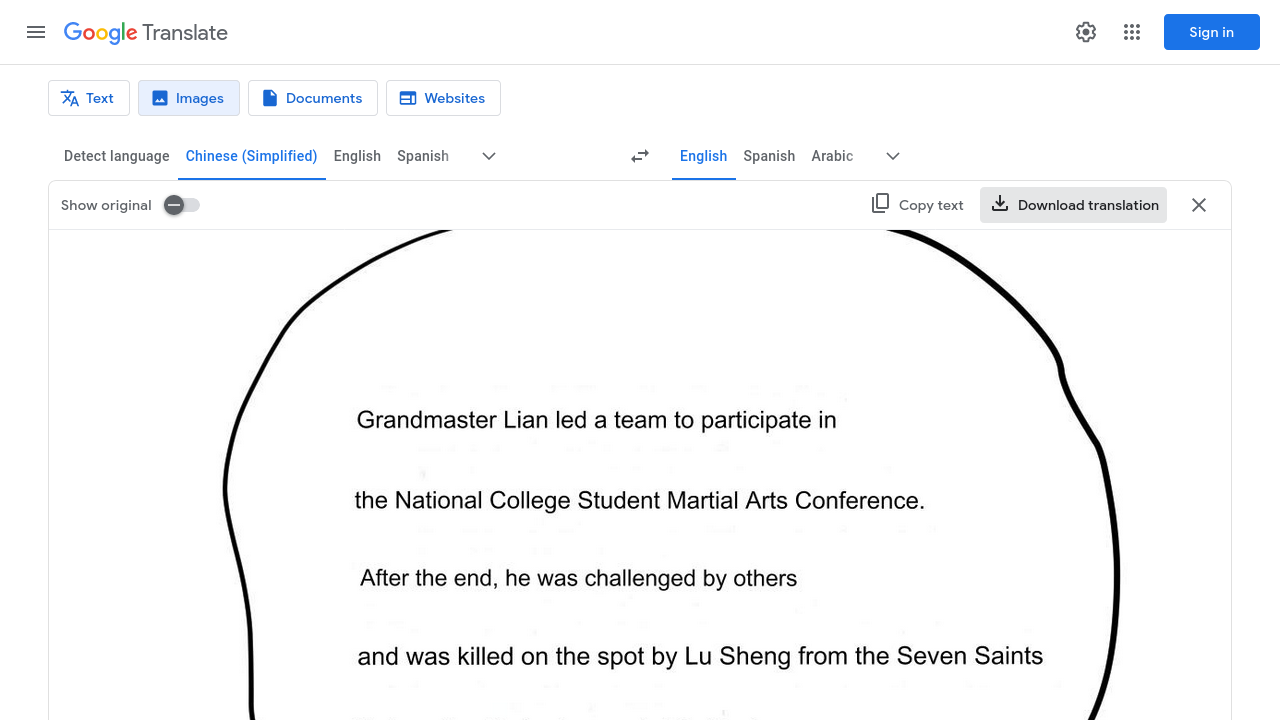 Google Translate
Sign in
Text
Images
Documents
Websites
Detect language
Chinese (Simplified)
English
Spanish
English
Spanish
Arabic
Show original
Copy text
Download translation
Grandmaster Lian led a team to participate in
the National College Student Martial Arts Conference.
After the end, he was challenged by others
and was killed on the spot by Lu Sheng from the Seven Saints